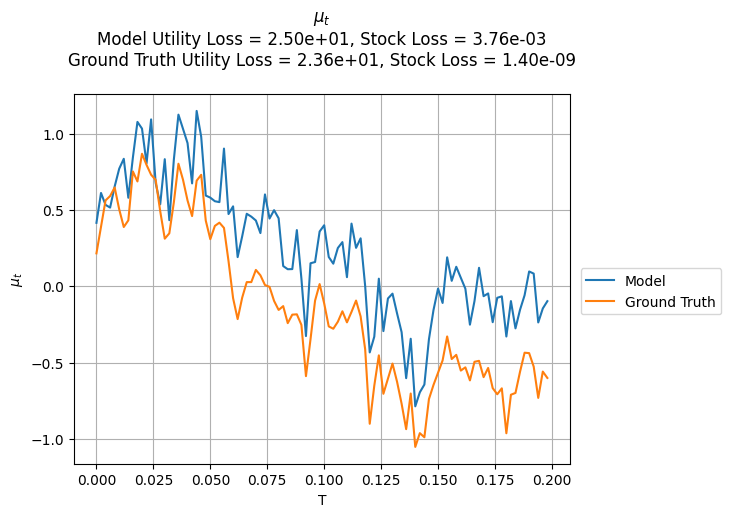 μₜ
Model Utility Loss = 2.50e+01, Stock Loss = 3.76e-03
Ground Truth Utility Loss = 2.36e+01, Stock Loss = 1.40e-09
1.0
0.5
0.0
−0.5
−1.0
μₜ
0.000
0.025
0.050
0.075
0.100
0.125
0.150
0.175
0.200
T
Model
Ground Truth